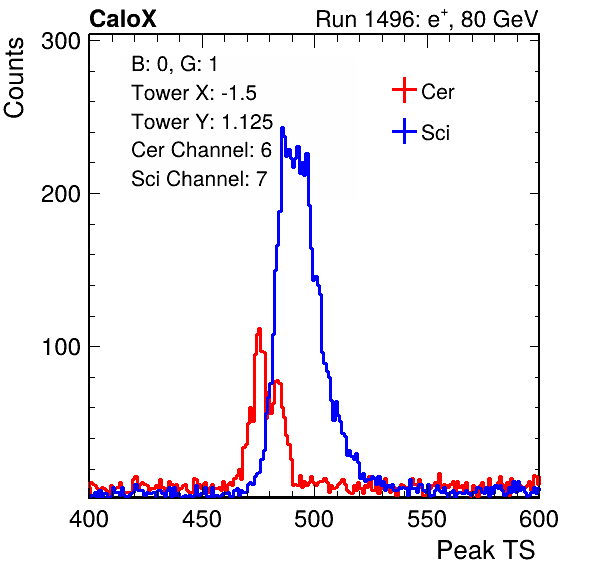 CaloX Run 1496: e⁺, 80 GeV
Counts
300
200
100
B: 0, G: 1
Tower X: -1.5
Tower Y: 1.125
Cer Channel: 6
Sci Channel: 7
Cer
Sci
400 450 500 550 600
Peak TS